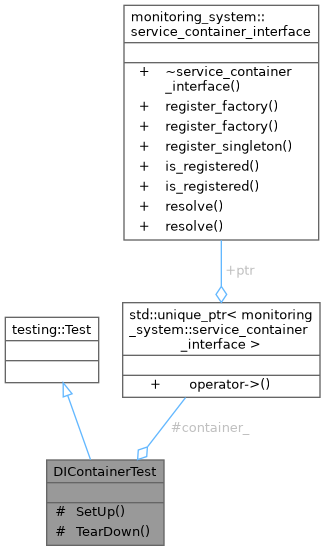 monitoring_system::
service_container_interface
+ ~service_container
_interface()
+ register_factory()
+ register_factory()
+ register_singleton()
+ is_registered()
+ is_registered()
+ resolve()
+ resolve()
+ptr
testing::Test
std::unique_ptr< monitoring
_system::service_container
_interface >
+ operator->()
#container_
DIContainerTest
# SetUp()
# TearDown()